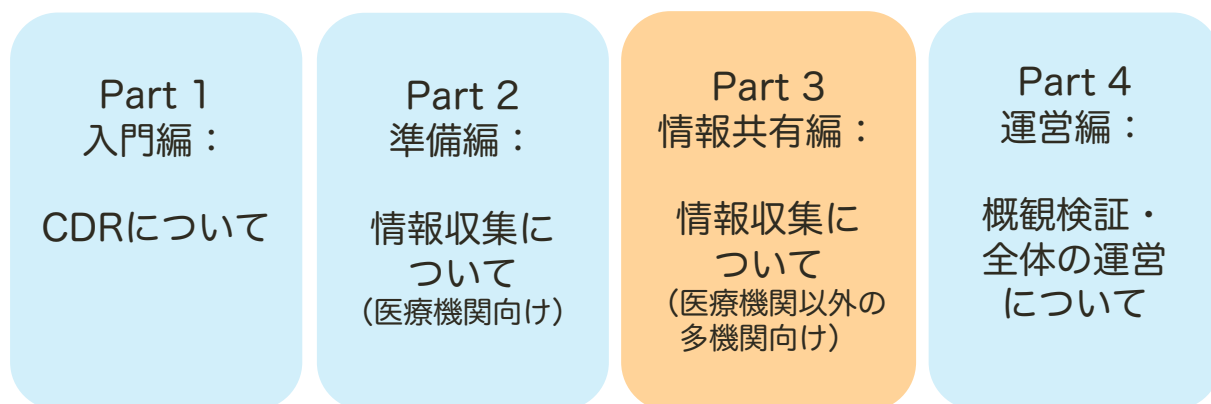 Part 1
入門編：
CDRについて
Part 2
準備編：
情報収集に
ついて
（医療機関向け）
Part 3
情報共有編：
情報収集に
ついて
（医療機関以外の
多機関向け）
Part 4
運営編：
概観検証・
全体の運営
について